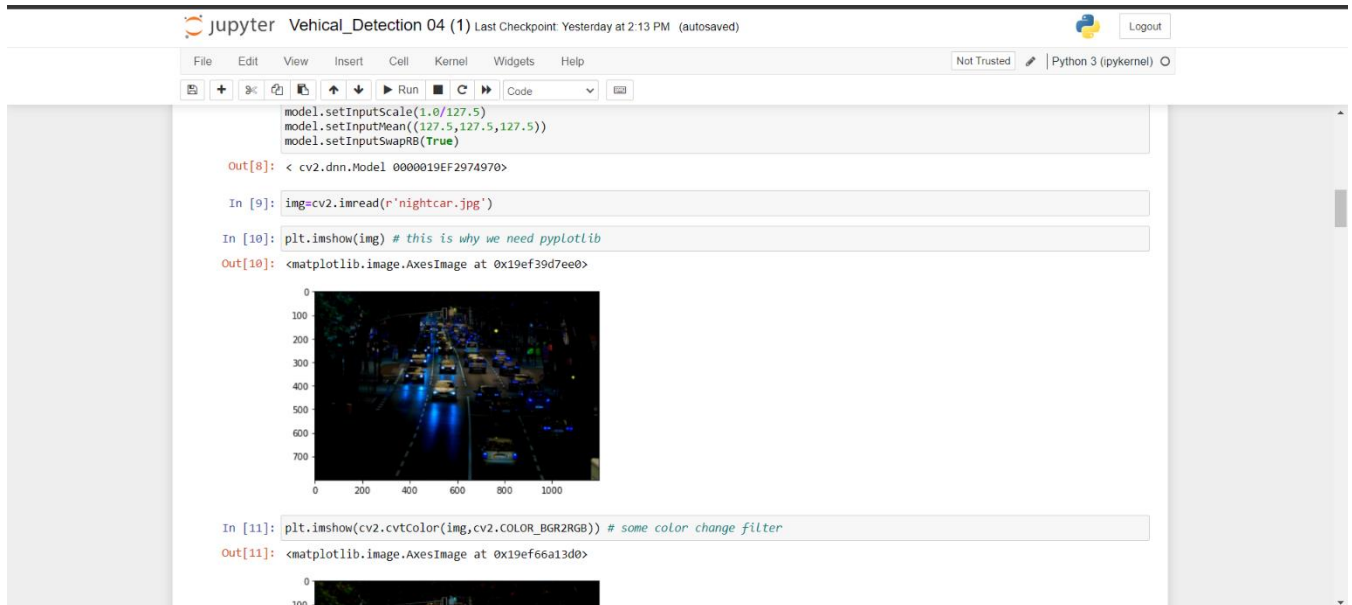 jupyter Vehical_Detection 04 (1) Last Checkpoint: Yesterday at 2:13 PM (autosaved)
Logout
File Edit View Insert Cell Kernel Widgets Help
Not Trusted Python 3 (ipykernel)
Run Code
model.setInputScale(1.0/127.5)
model.setInputMean((127.5,127.5,127.5))
model.setInputSwapRB(True)
Out[8]: < cv2.dnn.Model 0000019EF2974970>
In [9]: img=cv2.imread(r'nightcar.jpg')
In [10]: plt.imshow(img) # this is why we need pyplotlib
Out[10]: <matplotlib.image.AxesImage at 0x19ef39d7ee0>
0
100
200
300
400
500
600
700
0 200 400 600 800 1000
In [11]: plt.imshow(cv2.cvtColor(img,cv2.COLOR_BGR2RGB)) # some color change filter
Out[11]: <matplotlib.image.AxesImage at 0x19ef66a13d0>
0
100